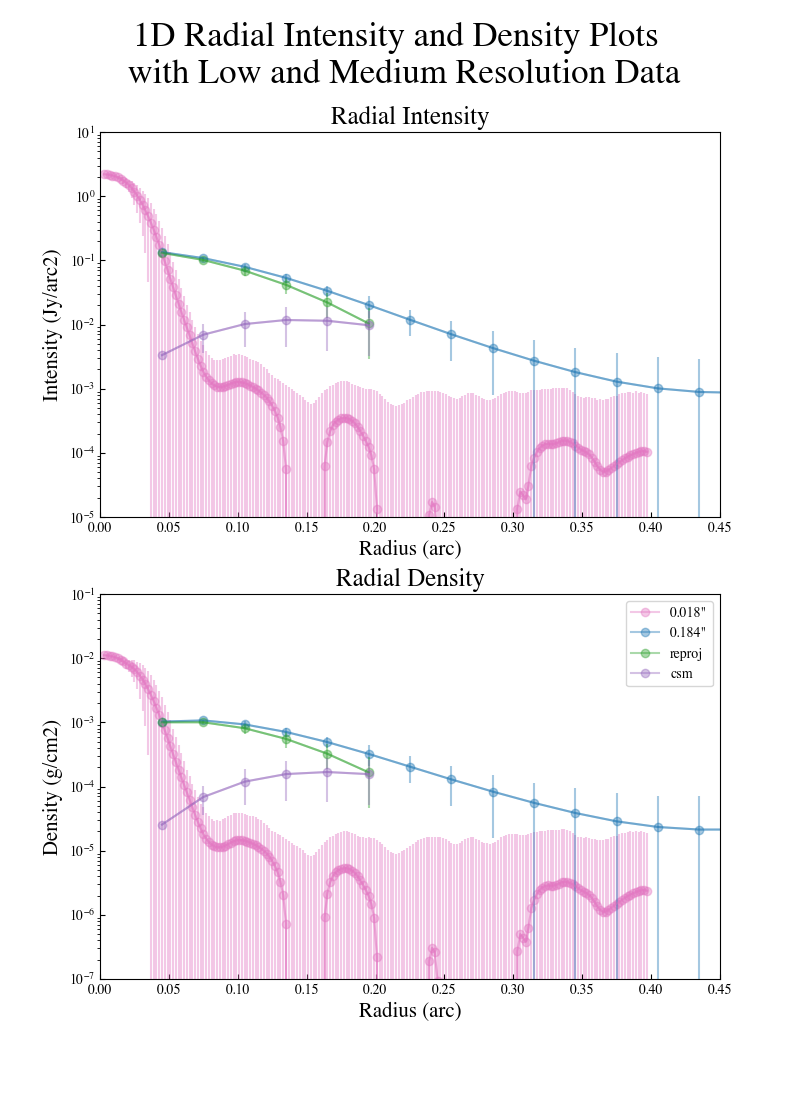 1D Radial Intensity and Density Plots
with Low and Medium Resolution Data
Radial Intensity
Intensity (Jy/arc2)
10^1
10^0
10^−1
10^−2
10^−3
10^−4
10^−5
0.00 0.05 0.10 0.15 0.20 0.25 0.30 0.35 0.40 0.45
Radius (arc)
Radial Density
Density (g/cm2)
10^−1
10^−2
10^−3
10^−4
10^−5
10^−6
10^−7
0.018"
0.184"
reproj
csm
0.00 0.05 0.10 0.15 0.20 0.25 0.30 0.35 0.40 0.45
Radius (arc)